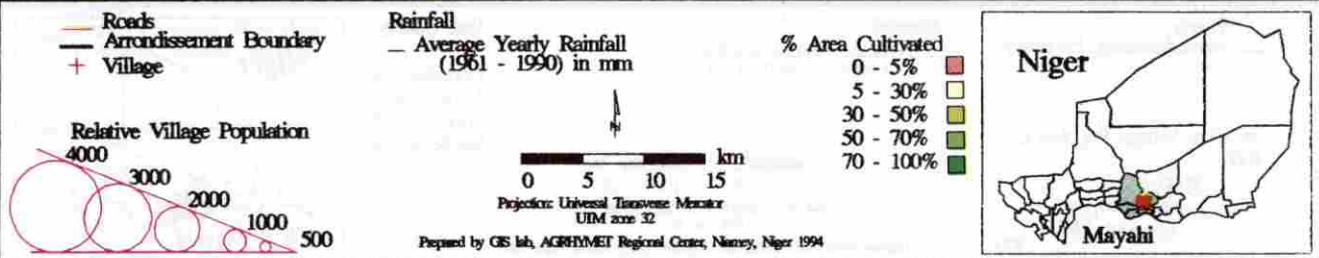 Roads
Arrondissement Boundary
Village
Relative Village Population
4000
3000
2000
1000
500
Rainfall
Average Yearly Rainfall
(1961 - 1990) in mm
km
0 5 10 15
Projection: Universal Transverse Mercator
UTM zone 32
Prepared by GIS lab, AGRHYMET Regional Center, Niamey, Niger 1994
% Area Cultivated
0 - 5%
5 - 30%
30 - 50%
50 - 70%
70 - 100%
Niger
Mayahi